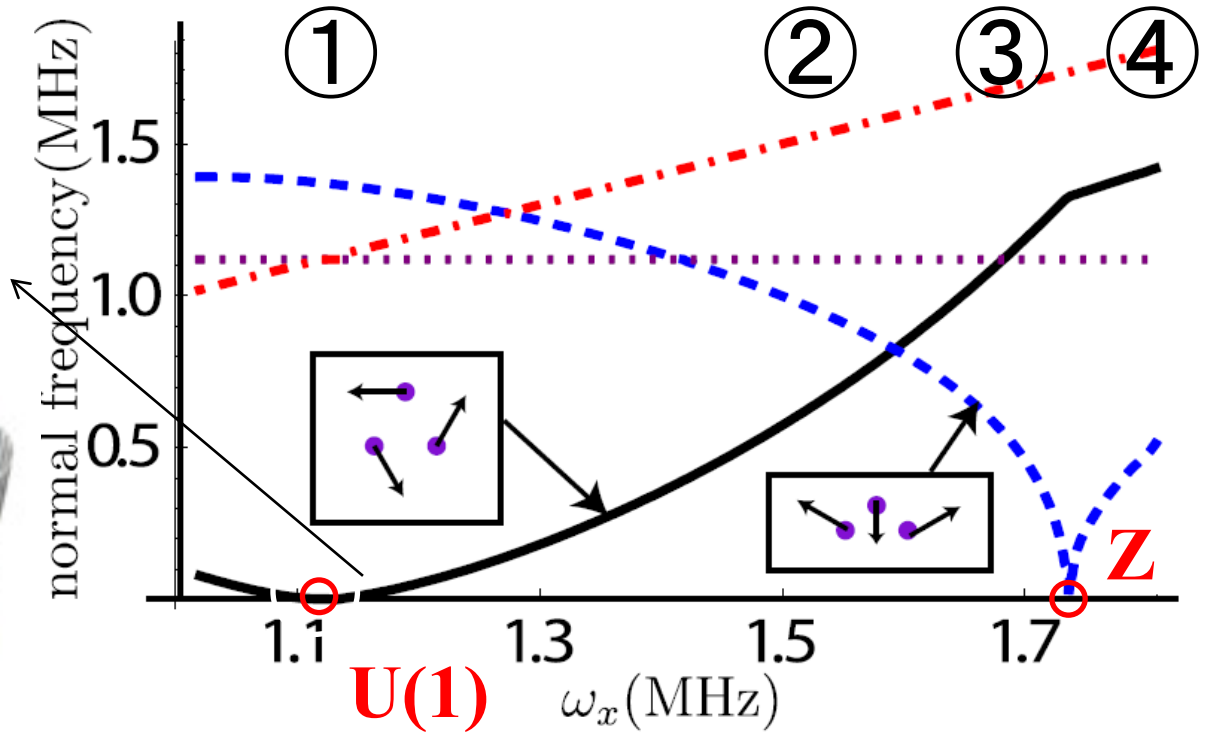 ① ② ③ ④
normal frequency(MHz)
1.5
1.0
0.5
Z
1.1 1.3 1.5 1.7
U(1)
ωₓ(MHz)